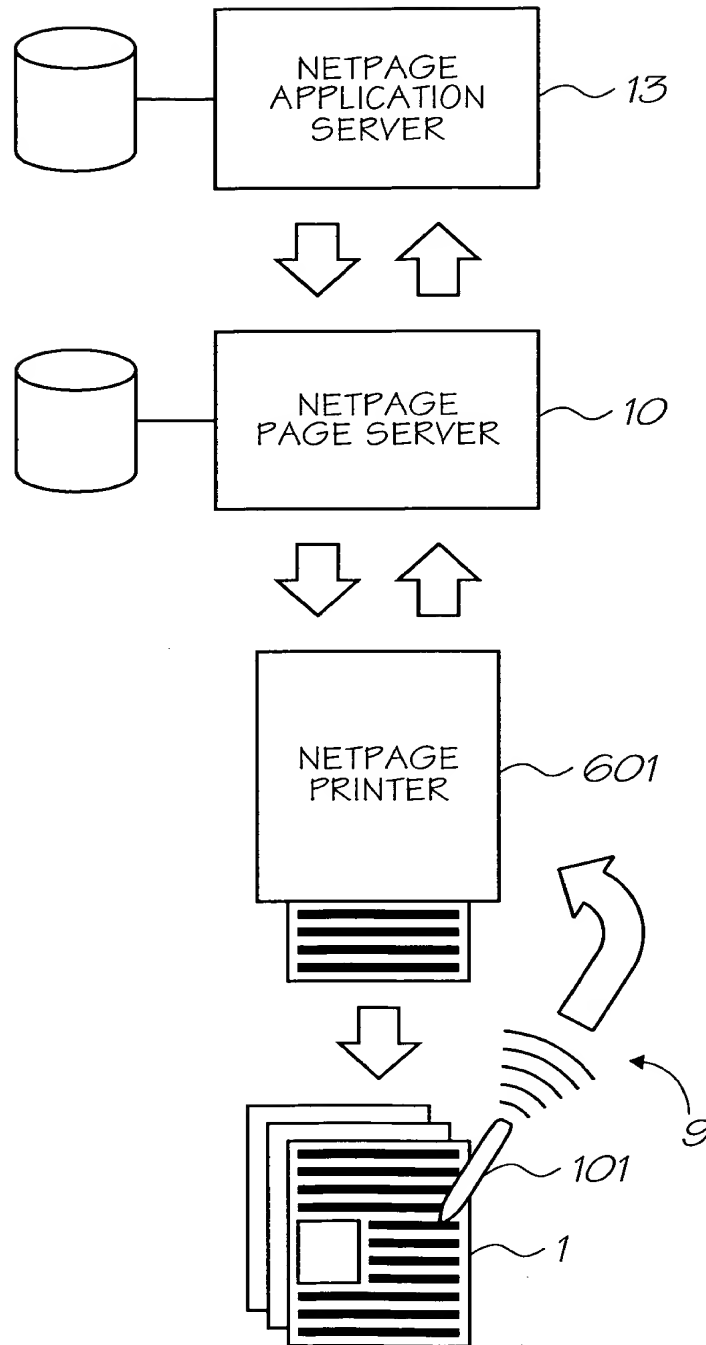 NETPAGE
APPLICATION
SERVER
13
NETPAGE
PAGE SERVER
10
NETPAGE
PRINTER
601
9
101
1